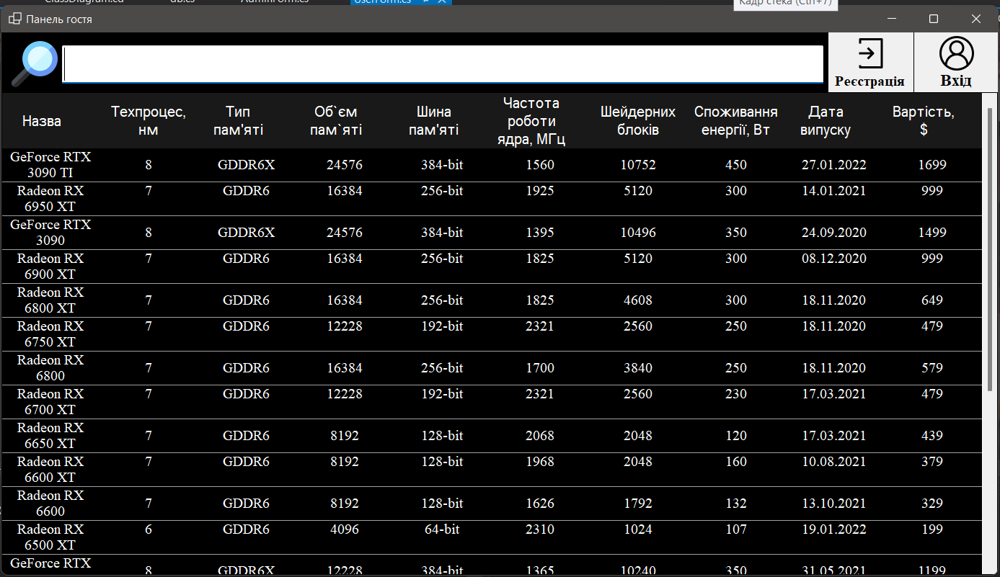 ClassDiagram.cd db.cs AdminForm.cs UserForm.cs Кадр стека (Ctrl+7)
Панель гостя
Реєстрація Вхід
Назва Техпроцес, нм Тип пам'яті Об`єм пам`яті Шина пам'яті Частота роботи ядра, МГц Шейдерних блоків Споживання енергії, Вт Дата випуску Вартість, $
GeForce RTX 3090 TI 8 GDDR6X 24576 384-bit 1560 10752 450 27.01.2022 1699
Radeon RX 6950 XT 7 GDDR6 16384 256-bit 1925 5120 300 14.01.2021 999
GeForce RTX 3090 8 GDDR6X 24576 384-bit 1395 10496 350 24.09.2020 1499
Radeon RX 6900 XT 7 GDDR6 16384 256-bit 1825 5120 300 08.12.2020 999
Radeon RX 6800 XT 7 GDDR6 16384 256-bit 1825 4608 300 18.11.2020 649
Radeon RX 6750 XT 7 GDDR6 12228 192-bit 2321 2560 250 18.11.2020 479
Radeon RX 6800 7 GDDR6 16384 256-bit 1700 3840 250 18.11.2020 579
Radeon RX 6700 XT 7 GDDR6 12228 192-bit 2321 2560 230 17.03.2021 479
Radeon RX 6650 XT 7 GDDR6 8192 128-bit 2068 2048 120 17.03.2021 439
Radeon RX 6600 XT 7 GDDR6 8192 128-bit 1968 2048 160 10.08.2021 379
Radeon RX 6600 7 GDDR6 8192 128-bit 1626 1792 132 13.10.2021 329
Radeon RX 6500 XT 6 GDDR6 4096 64-bit 2310 1024 107 19.01.2022 199
GeForce RTX 8 GDDR6X 12228 384-bit 1365 10240 350 31.05.2021 1199